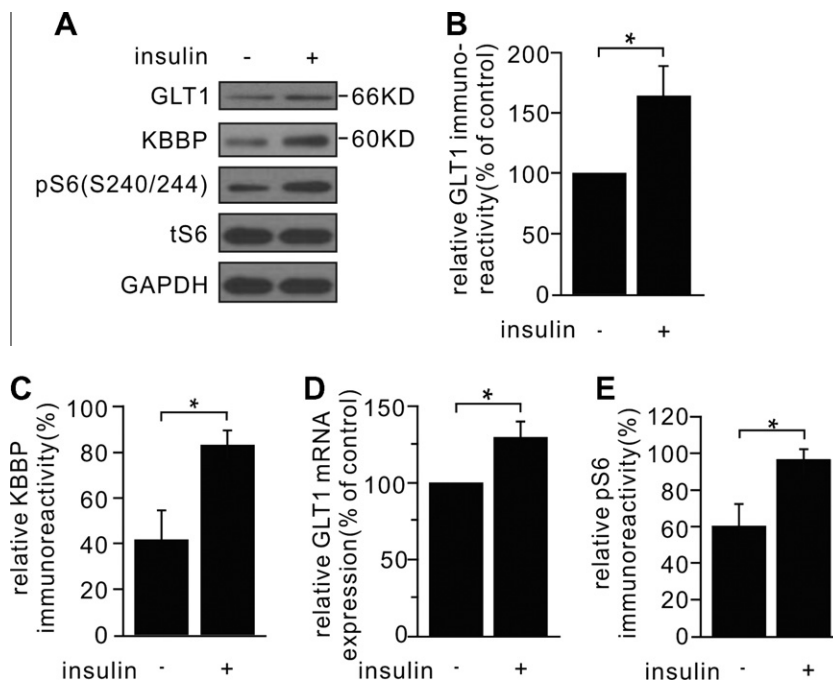 A
insulin - +
GLT1 -66KD
KBBP -60KD
pS6(S240/244)
tS6
GAPDH
B
relative GLT1 immuno-
reactivity(% of control)
200
150
100
50
0
*
insulin - +
C
relative KBBP
immunoreactivity(%)
100
80
60
40
20
0
*
insulin - +
D
relative GLT1 mRNA
expression(% of control)
150
100
50
0
*
insulin - +
E
relative pS6
immunoreactivity(%)
120
100
80
60
40
20
0
*
insulin - +